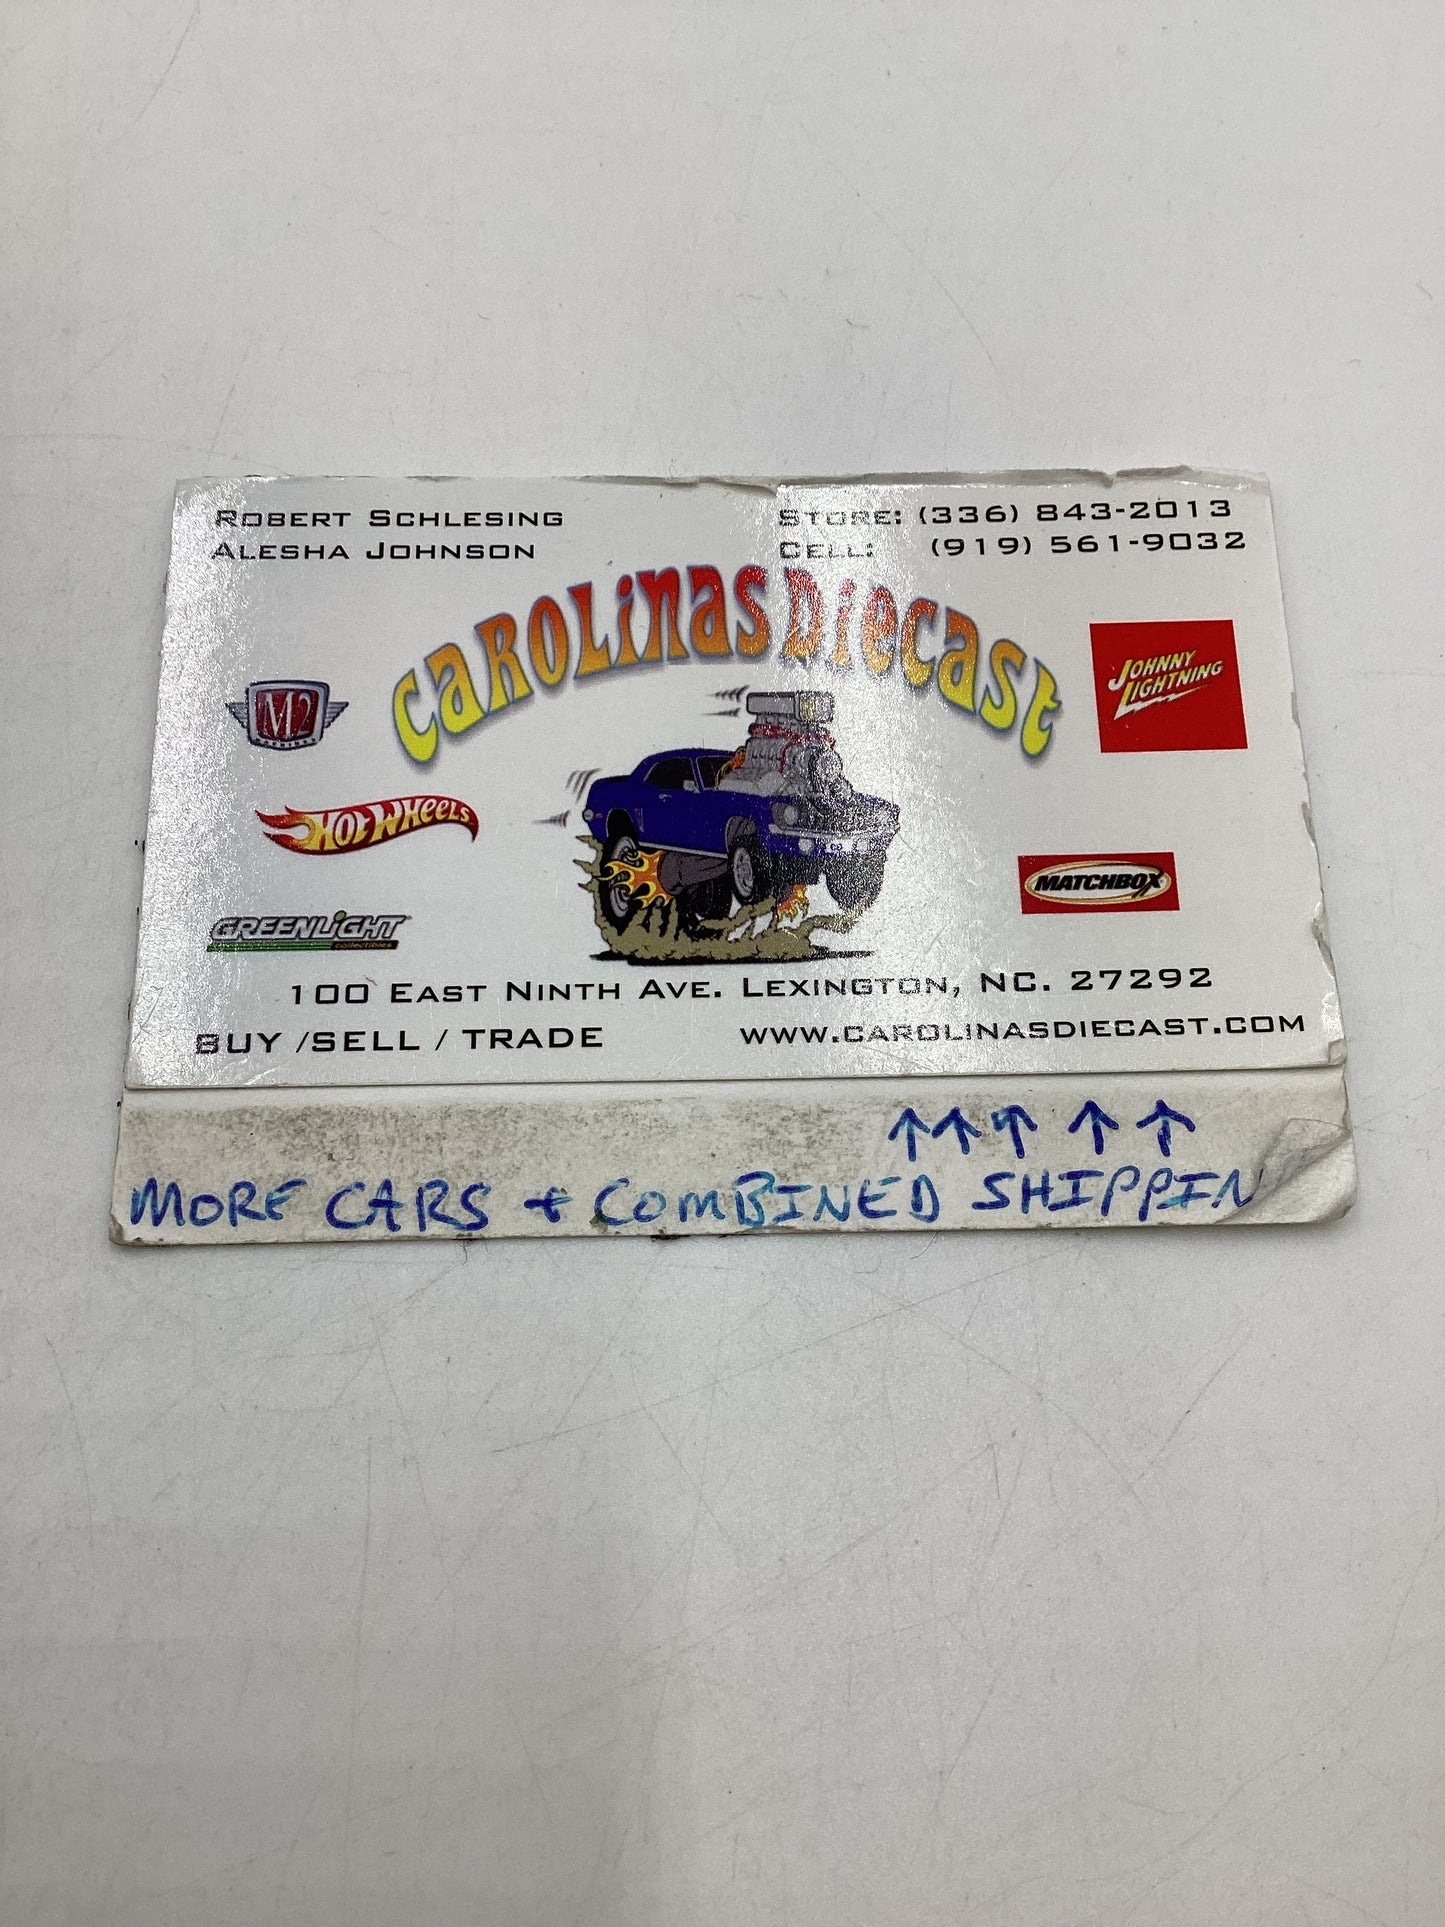 ROBERT SCHLESING
ALESHA JOHNSON
STORE: (336) 843-2013
CELL: (919) 561-9032
CAROLINAS DIECAST
M2
MACHINES
JOHNNY
LIGHTNING
HOT WHEELS
MATCHBOX
GREENLIGHT
collectibles
100 EAST NINTH AVE. LEXINGTON, NC. 27292
BUY /SELL / TRADE
WWW.CAROLINASDIECAST.COM
↑↑↑↑↑
MORE CARS + COMBINED SHIPPIN